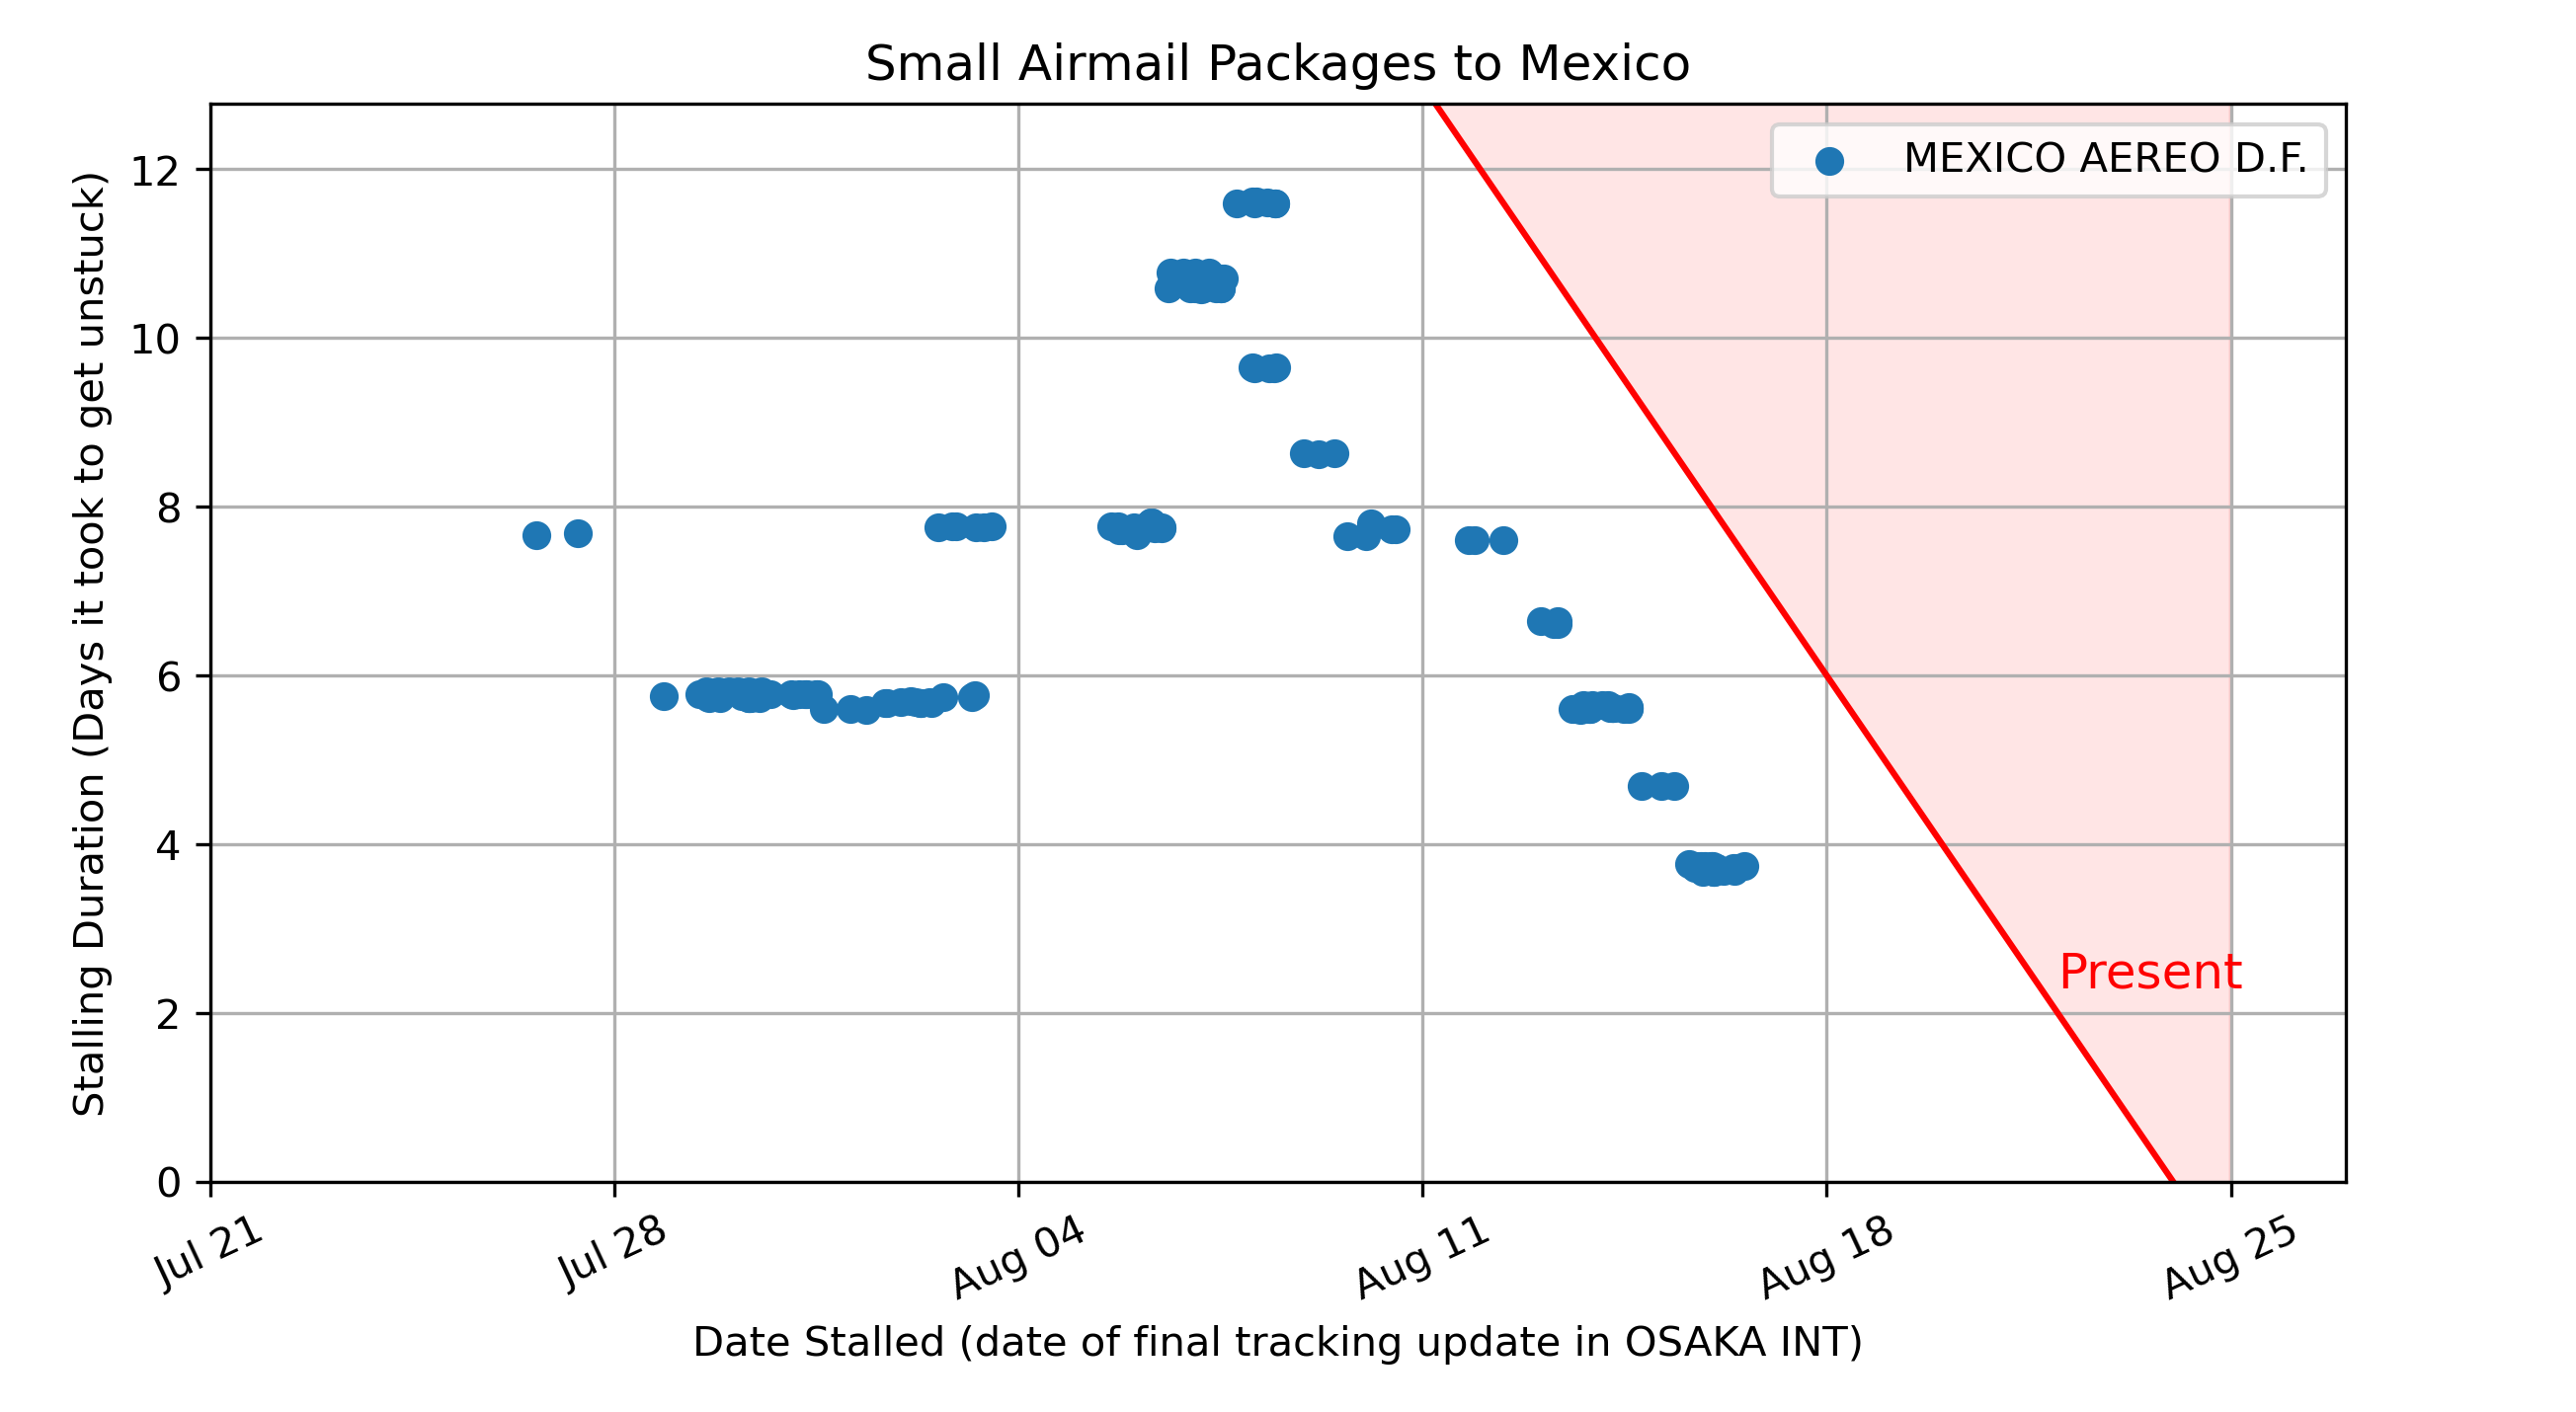 Small Airmail Packages to Mexico
MEXICO AEREO D.F.
Stalling Duration (Days it took to get unstuck)
12
10
8
6
4
2
0
Present
Jul 21
Jul 28
Aug 04
Aug 11
Aug 18
Aug 25
Date Stalled (date of final tracking update in OSAKA INT)